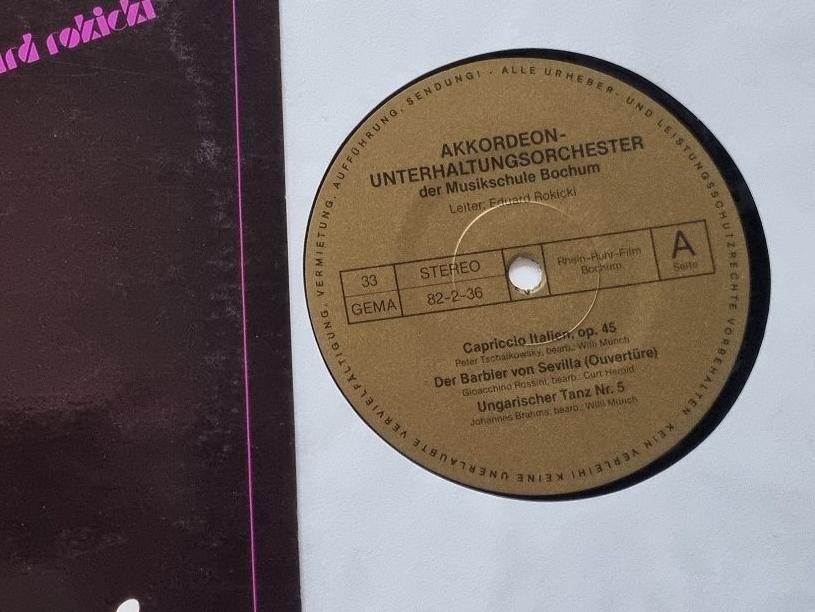 ard rokicki
AKKORDEON-
UNTERHALTUNGSORCHESTER
der Musikschule Bochum
Leiter: Eduard Rokicki
33
STEREO
GEMA
82-2-36
Rhein-Ruhr-Film
Bochum
A
Seite
Capriccio Italien, op. 45
Peter Tschaikowsky, bearb.: Willi Münch
Der Barbier von Sevilla (Ouvertüre)
Gioacchino Rossini, bearb.: Curt Herold
Ungarischer Tanz Nr. 5
Johannes Brahms, bearb.: Willi Münch
ALLE URHEBER- UND LEISTUNGSSCHUTZRECHTE VORBEHALTEN. KEIN VERLEIH! KEINE UNERLAUBTE VERVIELFÄLTIGUNG, VERMIETUNG, AUFFÜHRUNG, SENDUNG! ·